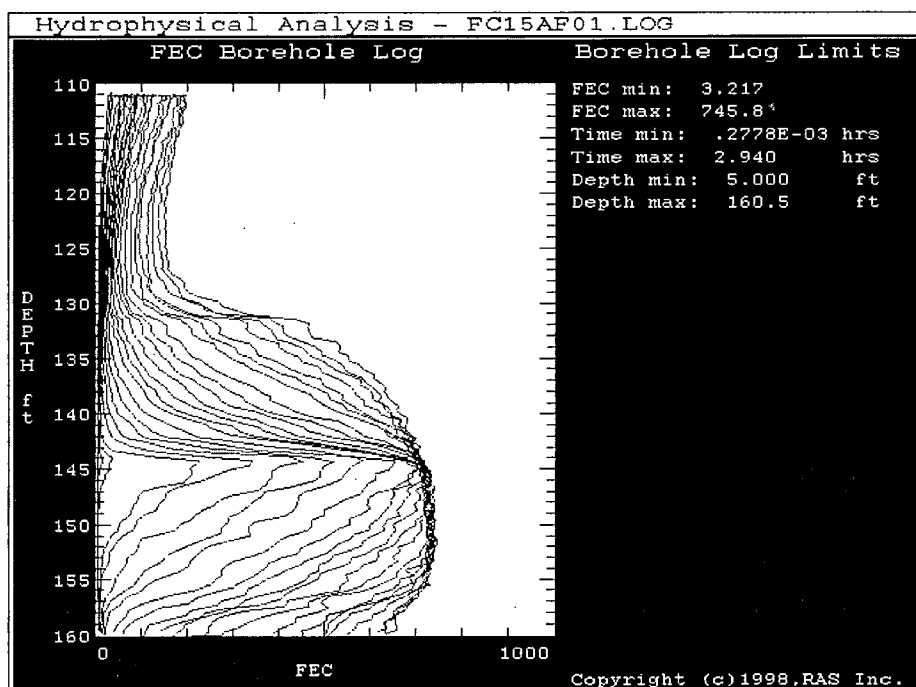 Hydrophysical Analysis - FC15AF01.LOG
FEC Borehole Log
Borehole Log Limits
FEC min: 3.217
FEC max: 745.8
Time min: .2778E-03 hrs
Time max: 2.940 hrs
Depth min: 5.000 ft
Depth max: 160.5 ft
110
115
120
125
130
135
140
145
150
155
160
DEPTH ft
0 1000
FEC
Copyright (c)1998,RAS Inc.